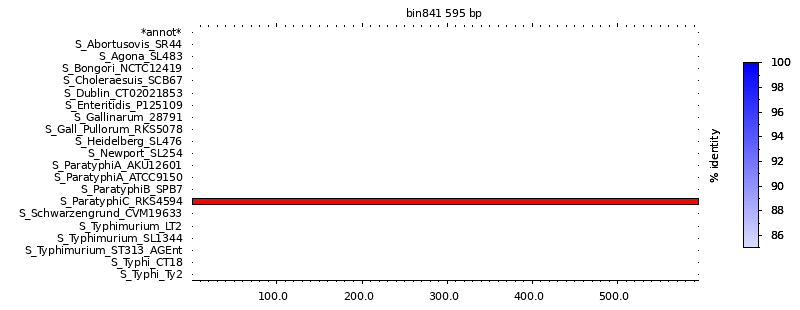 bin841 595 bp
*annot*
S_Abortusovis_SR44
S_Agona_SL483
S_Bongori_NCTC12419
S_Choleraesuis_SCB67
S_Dublin_CT02021853
S_Enteritidis_P125109
S_Gallinarum_28791
S_Gall_Pullorum_RKS5078
S_Heidelberg_SL476
S_Newport_SL254
S_ParatyphiA_AKU12601
S_ParatyphiA_ATCC9150
S_ParatyphiB_SPB7
S_ParatyphiC_RKS4594
S_Schwarzengrund_CVM19633
S_Typhimurium_LT2
S_Typhimurium_SL1344
S_Typhimurium_ST313_AGEnt
S_Typhi_CT18
S_Typhi_Ty2
100.0 200.0 300.0 400.0 500.0
% identity
100
98
96
94
92
90
88
86